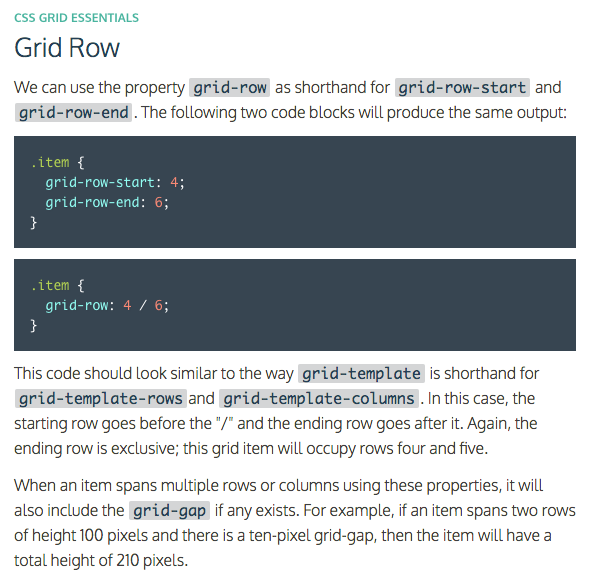 CSS GRID ESSENTIALS
Grid Row
We can use the property grid-row as shorthand for grid-row-start and
grid-row-end. The following two code blocks will produce the same output:
.item {
  grid-row-start: 4;
  grid-row-end: 6;
}
.item {
  grid-row: 4 / 6;
}
This code should look similar to the way grid-template is shorthand for
grid-template-rows and grid-template-columns. In this case, the
starting row goes before the "/" and the ending row goes after it. Again, the
ending row is exclusive; this grid item will occupy rows four and five.
When an item spans multiple rows or columns using these properties, it will
also include the grid-gap if any exists. For example, if an item spans two rows
of height 100 pixels and there is a ten-pixel grid-gap, then the item will have a
total height of 210 pixels.